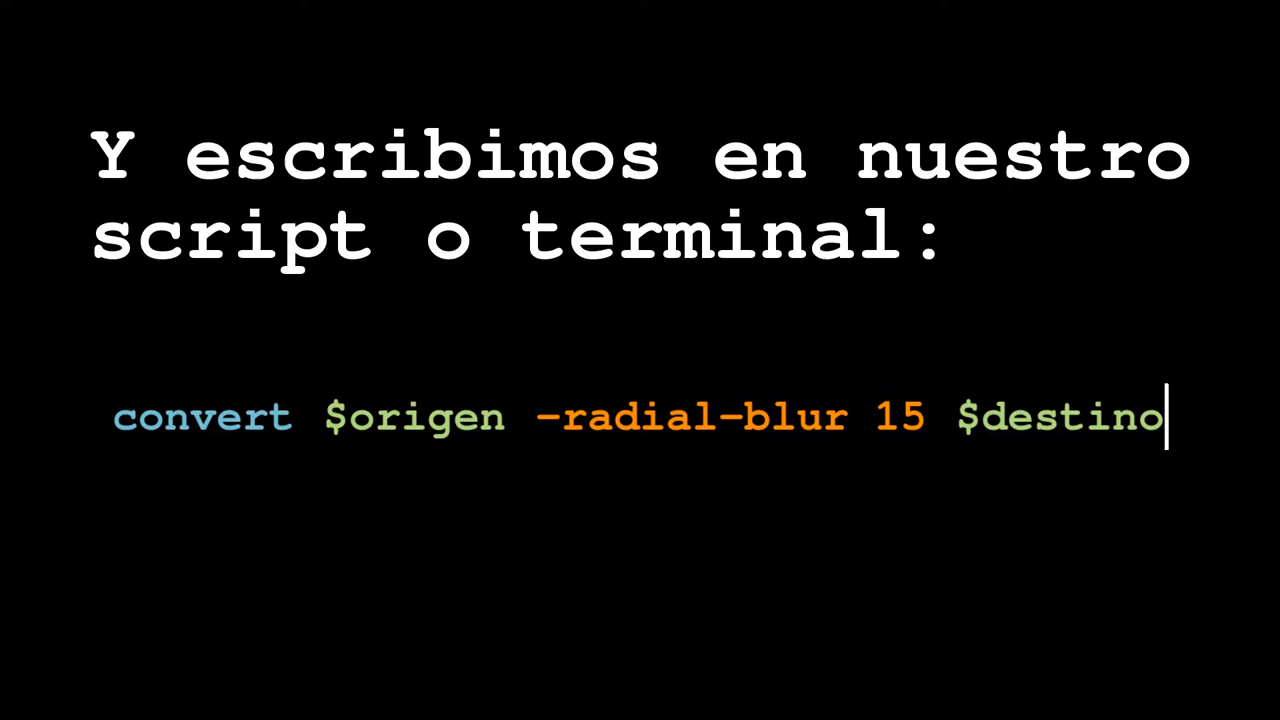 Y escribimos en nuestro
script o terminal:
convert $origen -radial-blur 15 $destino